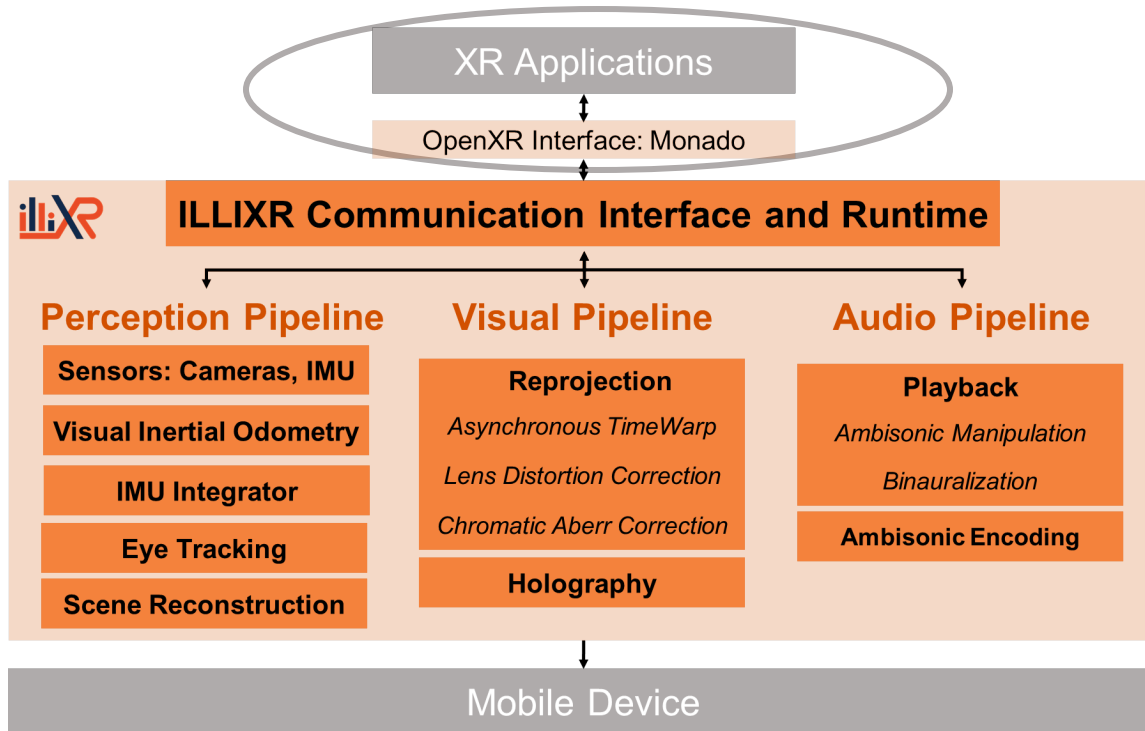 XR Applications
OpenXR Interface: Monado
illiXR
ILLIXR Communication Interface and Runtime
Perception Pipeline
Sensors: Cameras, IMU
Visual Inertial Odometry
IMU Integrator
Eye Tracking
Scene Reconstruction
Visual Pipeline
Reprojection
Asynchronous TimeWarp
Lens Distortion Correction
Chromatic Aberr Correction
Holography
Audio Pipeline
Playback
Ambisonic Manipulation
Binauralization
Ambisonic Encoding
Mobile Device